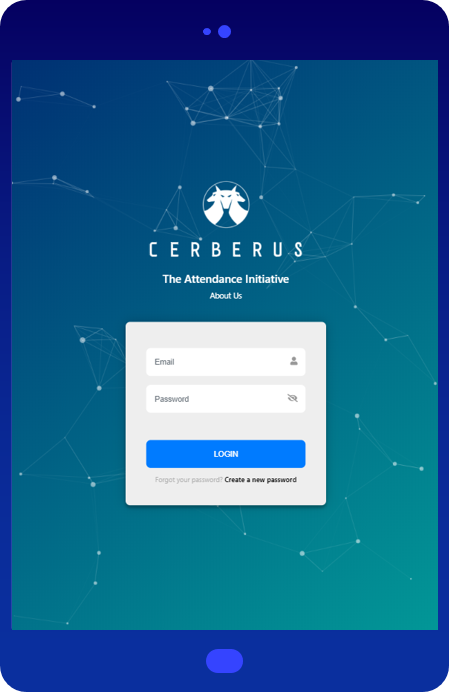 CERBERUS
The Attendance Initiative
About Us
Email
Password
LOGIN
Forgot your password? Create a new password